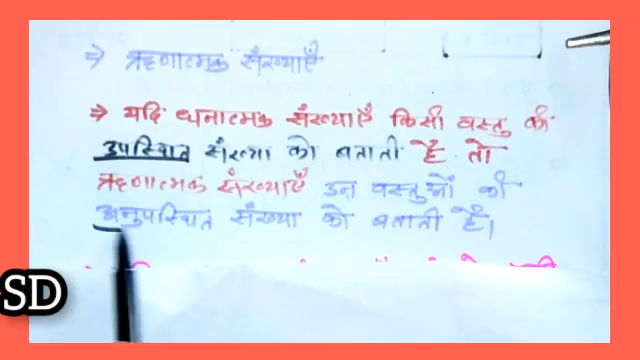 ⇒ ऋणात्मक संख्याएँ
⇒ यदि धनात्मक संख्याएँ किसी वस्तु की
उपस्थित संख्या को बताती है तो
ऋणात्मक संख्याएँ उन वस्तुओं की
अनुपस्थित संख्या को बताती है।
SD